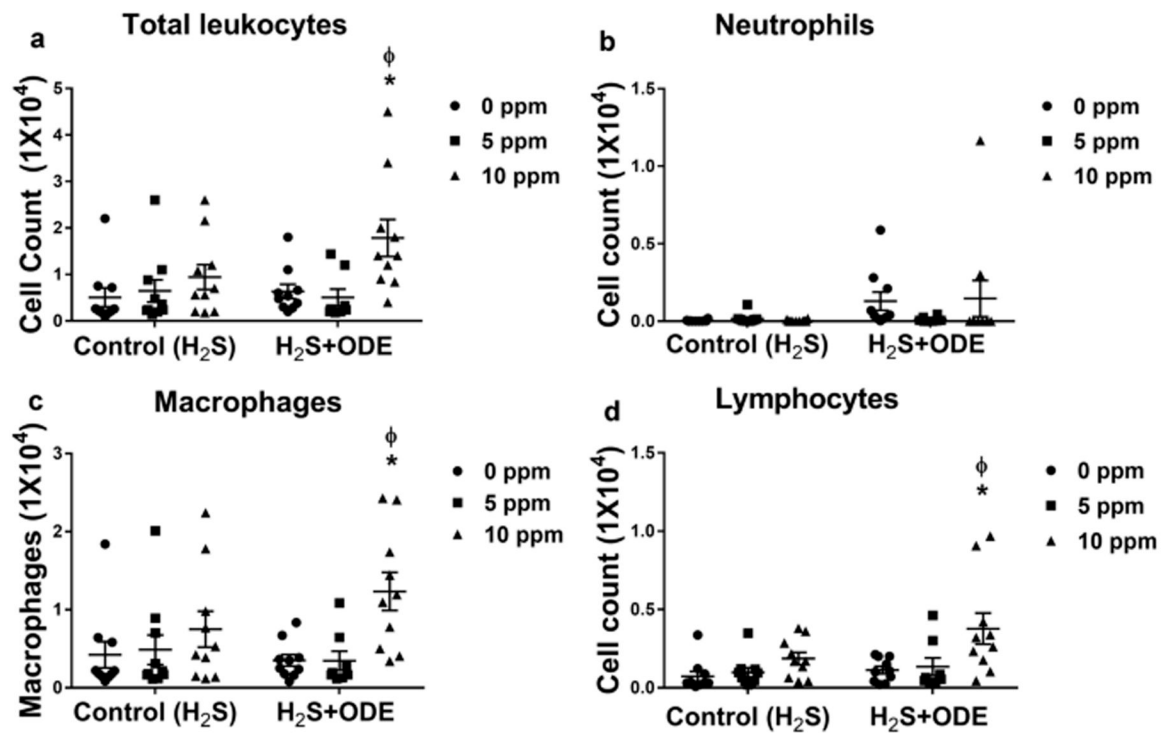 a
Total leukocytes
ϕ
*
Cell Count (1X10⁴)
5
4
3
2
1
0
0 ppm
5 ppm
10 ppm
Control (H₂S)
H₂S+ODE
b
Neutrophils
Cell count (1X10⁴)
1.5
1.0
0.5
0.0
0 ppm
5 ppm
10 ppm
Control (H₂S)
H₂S+ODE
c
Macrophages
ϕ
*
Macrophages (1X10⁴)
3
2
1
0
0 ppm
5 ppm
10 ppm
Control (H₂S)
H₂S+ODE
d
Lymphocytes
ϕ
*
Cell count (1X10⁴)
1.5
1.0
0.5
0.0
0 ppm
5 ppm
10 ppm
Control (H₂S)
H₂S+ODE